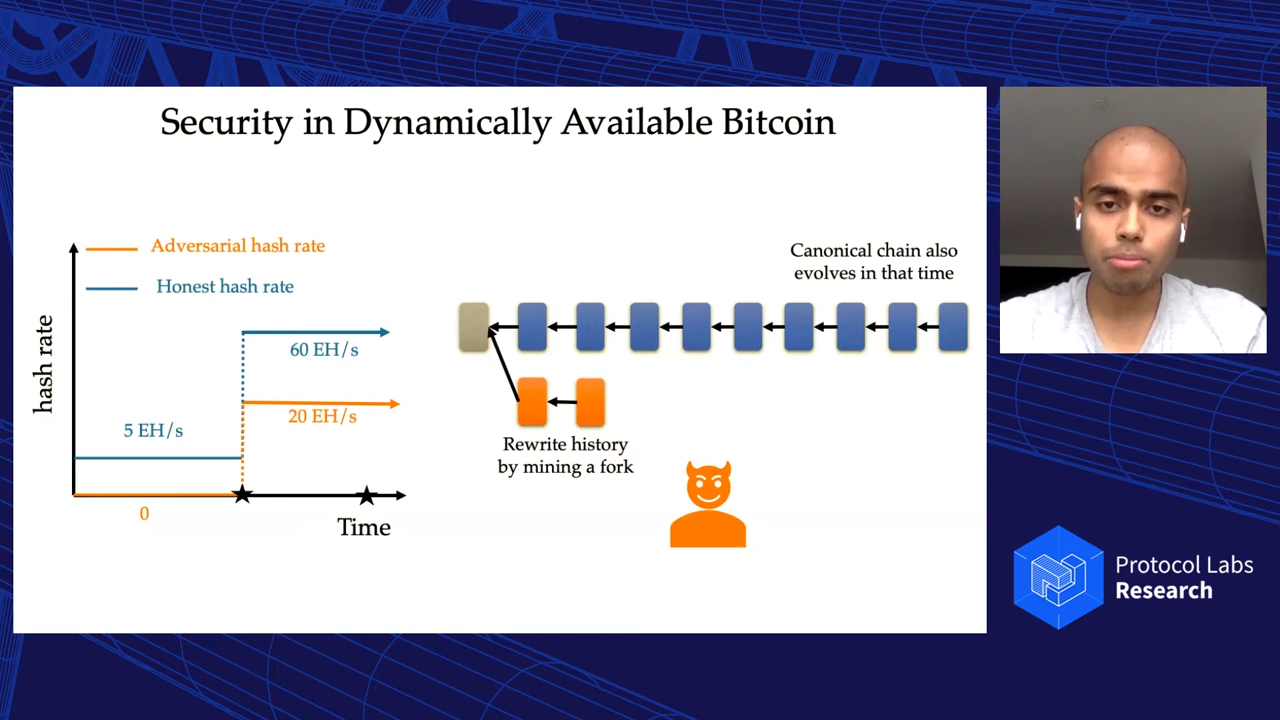 Security in Dynamically Available Bitcoin
Adversarial hash rate
Honest hash rate
hash rate
60 EH/s
20 EH/s
5 EH/s
0
Time
Canonical chain also
evolves in that time
Rewrite history
by mining a fork
Protocol Labs
Research